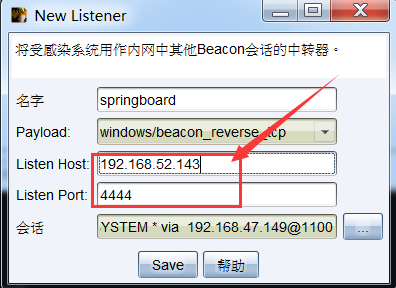 New Listener
将受感染系统用作内网中其他Beacon会话的中转器。
名字 springboard
Payload: windows/beacon_reverse_tcp
Listen Host: 192.168.52.143
Listen Port: 4444
会话 YSTEM * via 192.168.47.149@1100 ...
Save 帮助